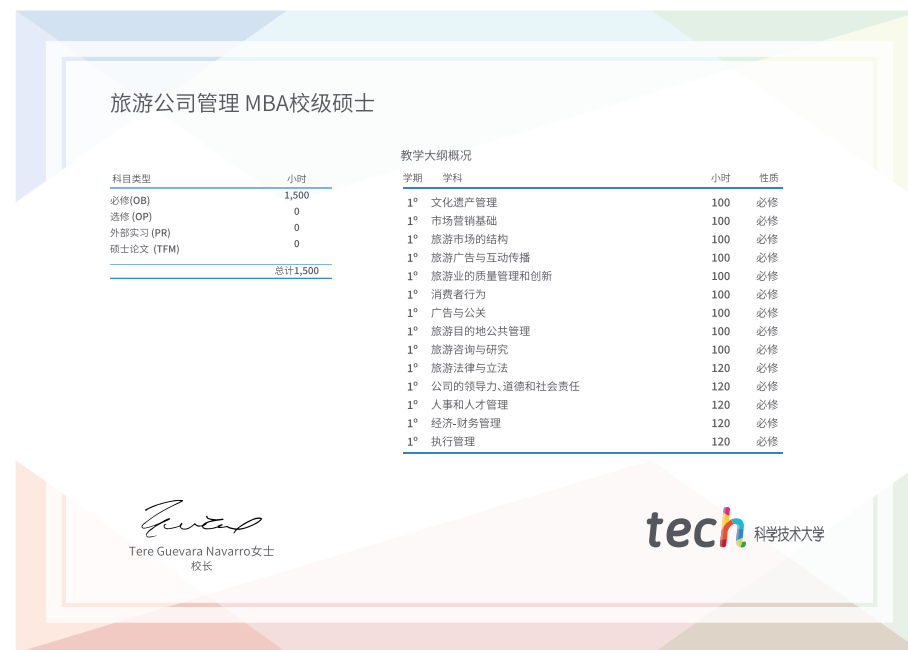 旅游公司管理 MBA校级硕士
科目类型 小时
必修(OB) 1,500
选修 (OP) 0
外部实习 (PR) 0
硕士论文 (TFM) 0
总计1,500
教学大纲概况
学期 学科 小时 性质
1º 文化遗产管理 100 必修
1º 市场营销基础 100 必修
1º 旅游市场的结构 100 必修
1º 旅游广告与互动传播 100 必修
1º 旅游业的质量管理和创新 100 必修
1º 消费者行为 100 必修
1º 广告与公关 100 必修
1º 旅游目的地公共管理 100 必修
1º 旅游咨询与研究 100 必修
1º 旅游法律与立法 120 必修
1º 公司的领导力、道德和社会责任 120 必修
1º 人事和人才管理 120 必修
1º 经济-财务管理 120 必修
1º 执行管理 120 必修
Tere Guevara Navarro女士
校长
tech 科学技术大学